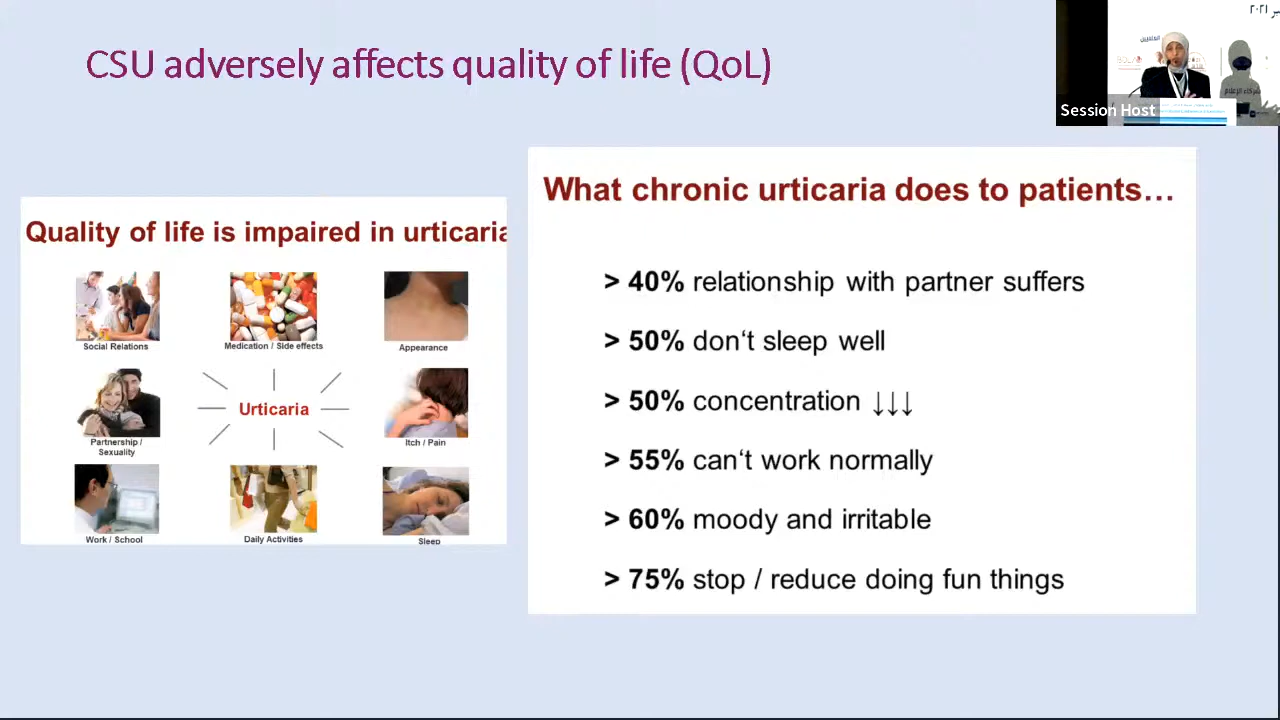 CSU adversely affects quality of life (QoL)
٢٠٢١
Session Host
شركاء الإعلام
Quality of life is impaired in urticaria
Social Relations
Medication / Side effects
Appearance
Partnership /
Sexuality
Urticaria
Itch / Pain
Work / School
Daily Activities
Sleep
What chronic urticaria does to patients…
> 40% relationship with partner suffers
> 50% don‘t sleep well
> 50% concentration ↓↓↓
> 55% can‘t work normally
> 60% moody and irritable
> 75% stop / reduce doing fun things